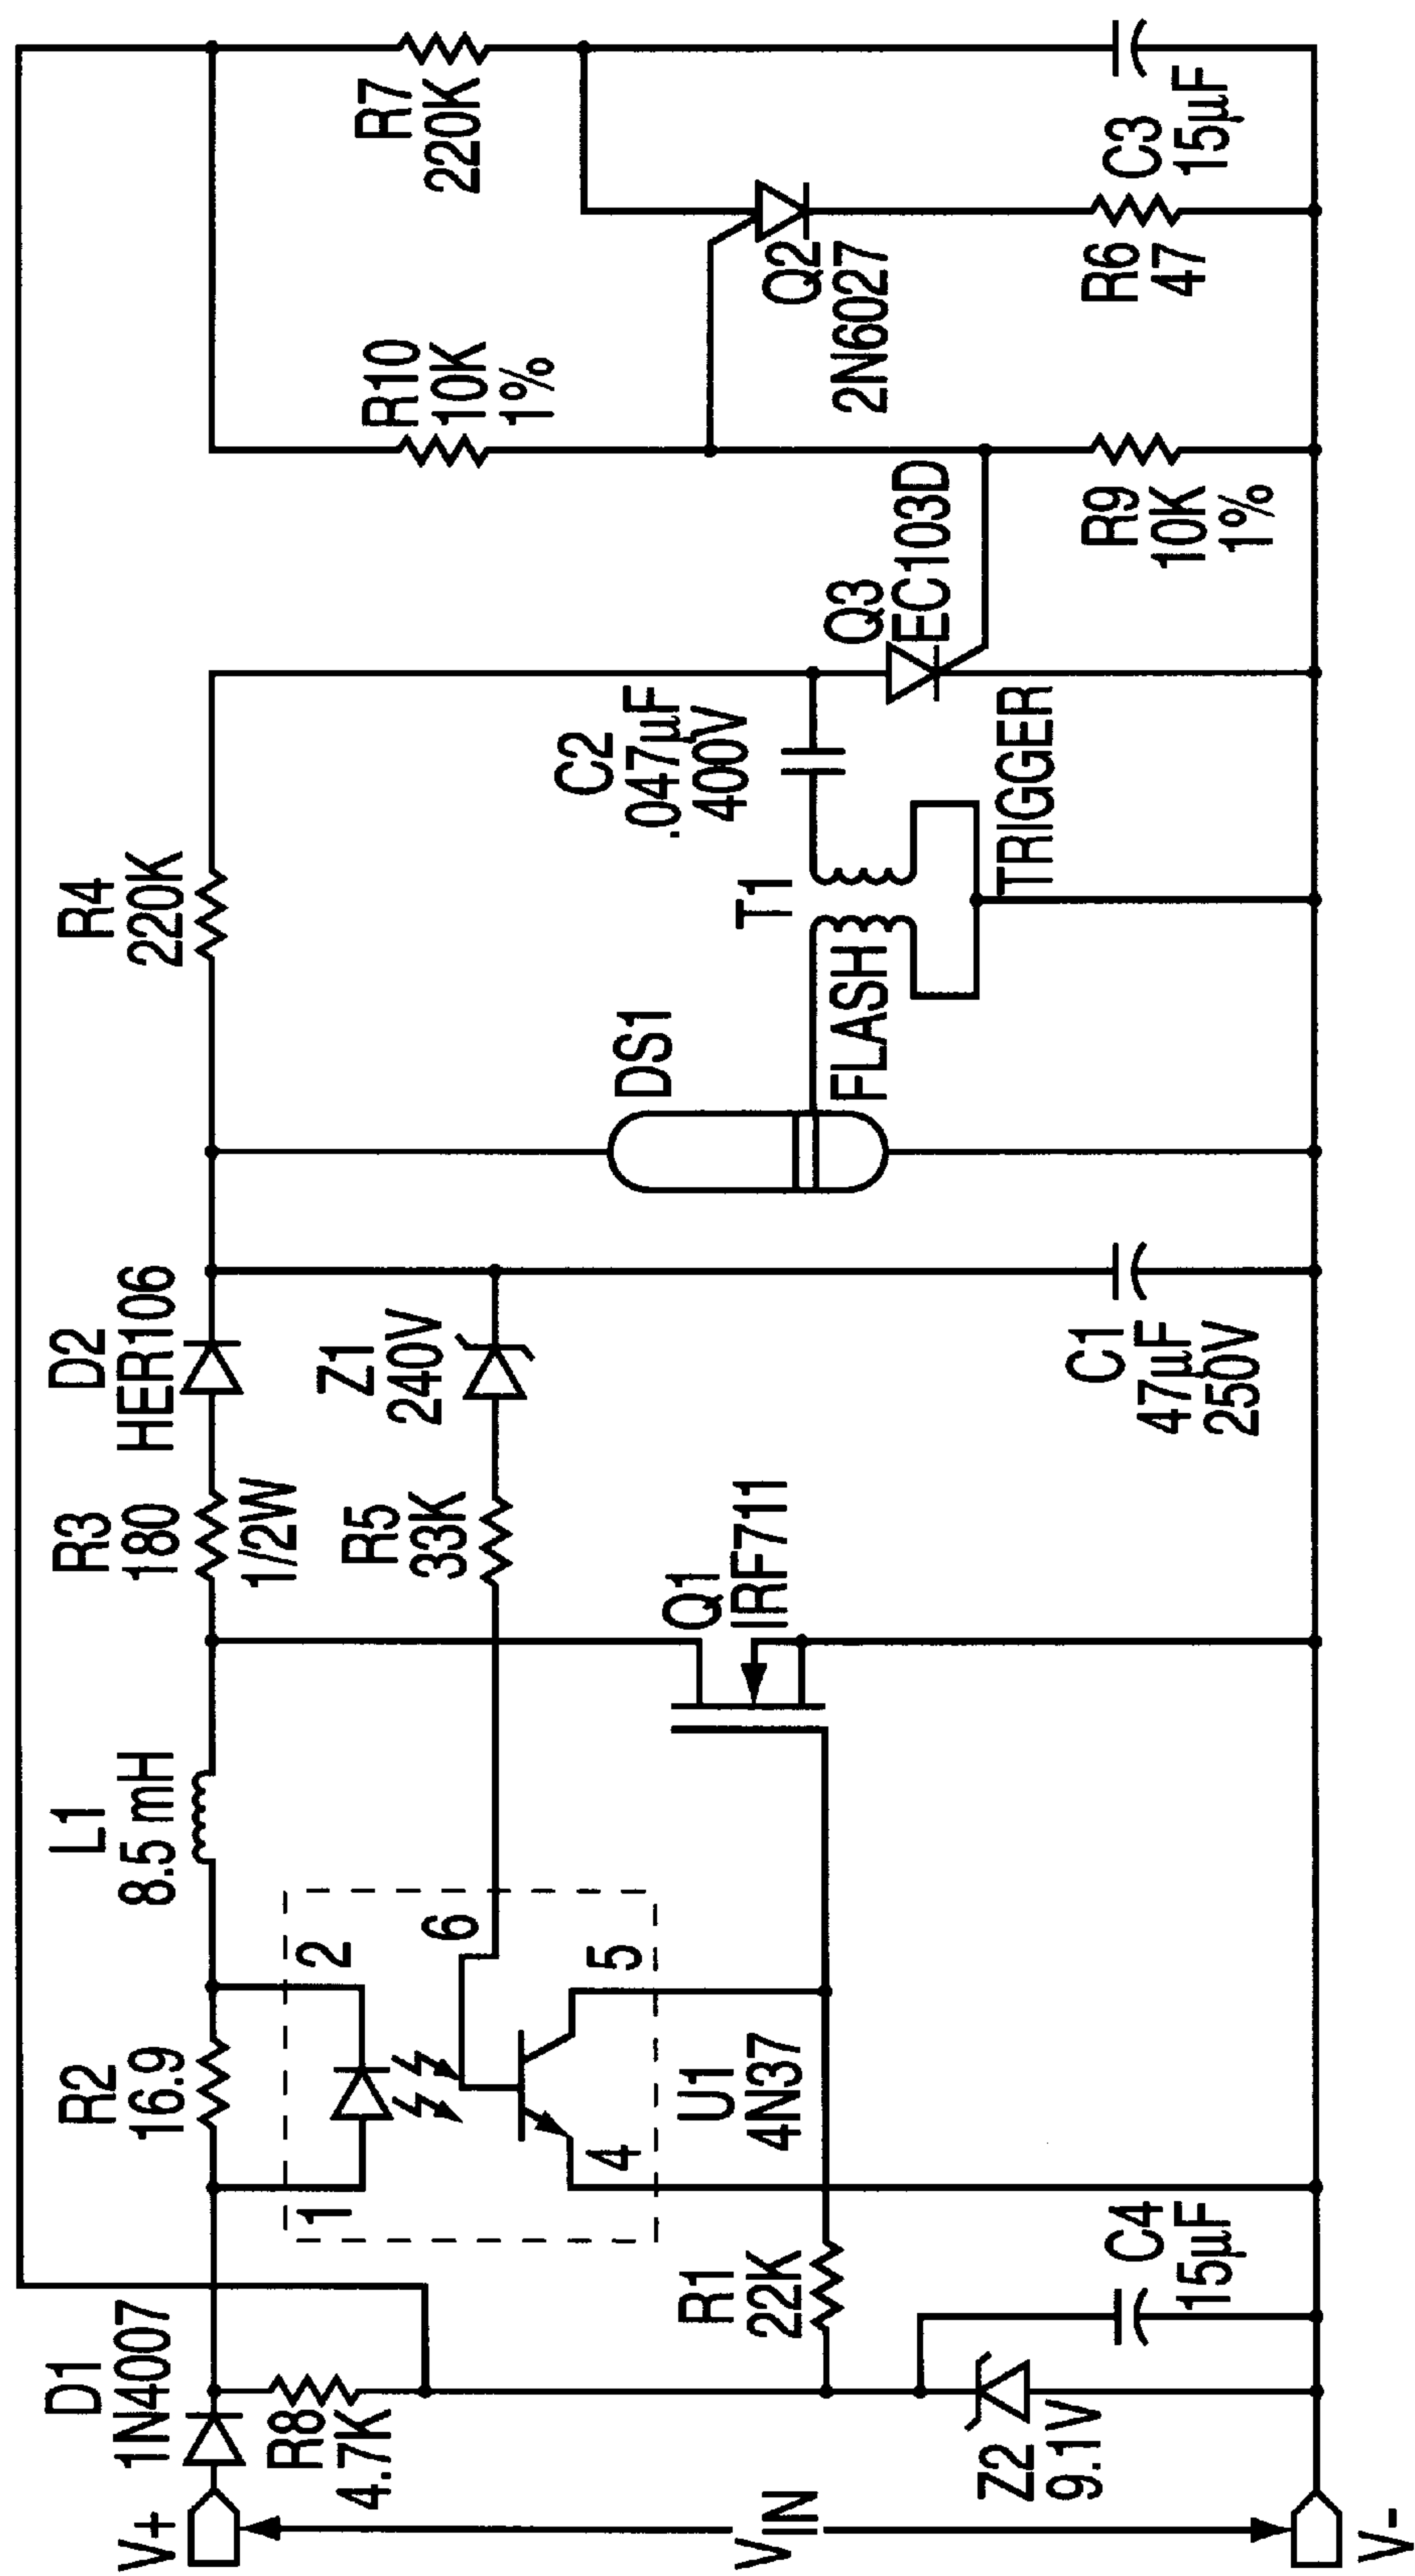 V+
D1
1N4007
R8
4.7K
VIN
V-
Z2
9.1V
C4
15µF
R1
22K
R2
16.9
1
2
6
5
4
U1
4N37
L1
8.5 mH
Q1
IRF711
R3
180
1/2W
D2
HER106
R5
33K
Z1
240V
C1
47µF
250V
DS1
FLASH
R4
220K
T1
TRIGGER
C2
.047µF
400V
Q3
EC103D
R10
10K
1%
R9
10K
1%
Q2
2N6027
R6
47
R7
220K
C3
15µF